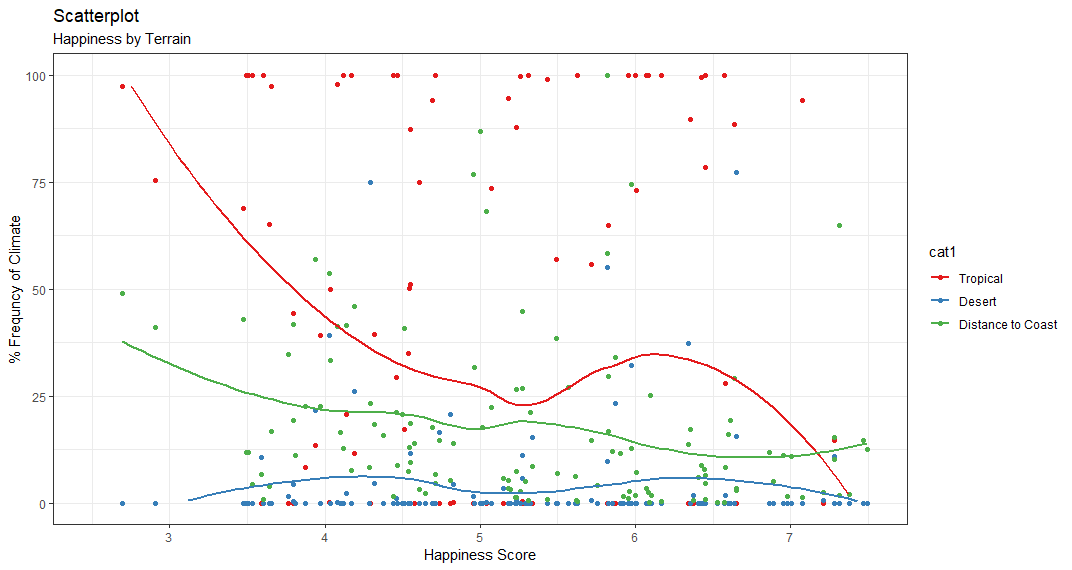 Scatterplot
Happiness by Terrain
% Frequncy of Climate
100
75
50
25
0
3 4 5 6 7
Happiness Score
cat1
Tropical
Desert
Distance to Coast